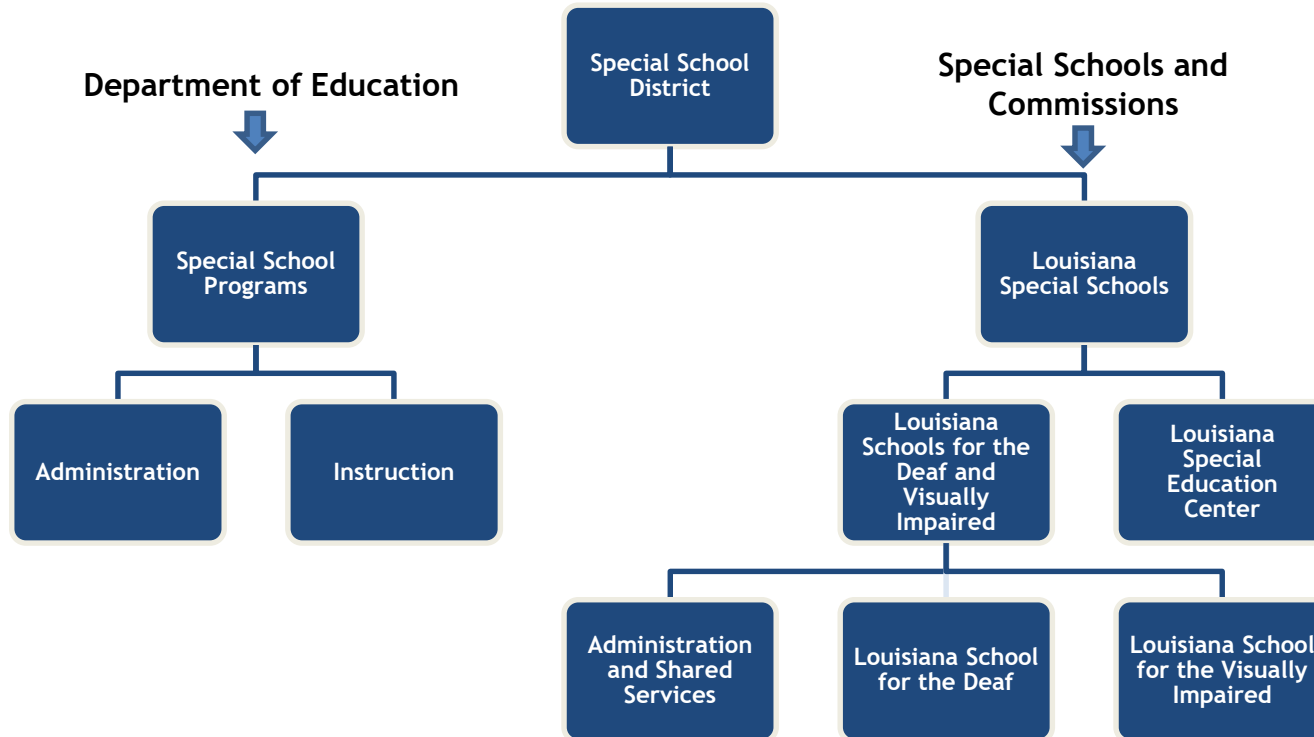 Special School
District
Department of Education
Special Schools and
Commissions
Special School
Programs
Louisiana
Special Schools
Administration
Instruction
Louisiana
Schools for the
Deaf and
Visually
Impaired
Louisiana
Special
Education
Center
Administration
and Shared
Services
Louisiana School
for the Deaf
Louisiana School
for the Visually
Impaired